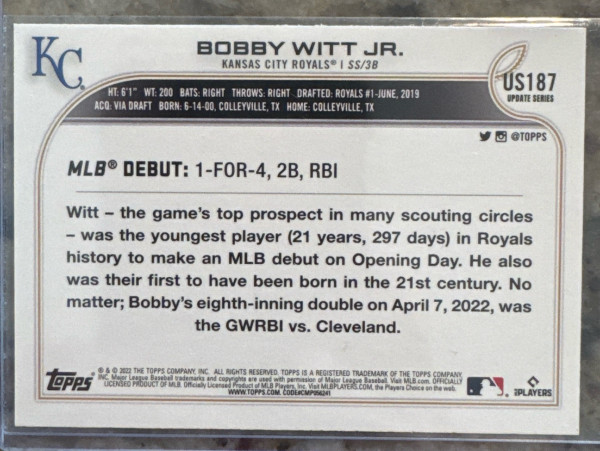 KC
BOBBY WITT JR.
KANSAS CITY ROYALS® | SS/3B
HT: 6'1" WT: 200 BATS: RIGHT THROWS: RIGHT DRAFTED: ROYALS #1-JUNE, 2019
ACQ: VIA DRAFT BORN: 6-14-00, COLLEYVILLE, TX HOME: COLLEYVILLE, TX
US187
UPDATE SERIES
@TOPPS
MLB® DEBUT: 1-FOR-4, 2B, RBI
Witt – the game's top prospect in many scouting circles
– was the youngest player (21 years, 297 days) in Royals
history to make an MLB debut on Opening Day. He also
was their first to have been born in the 21st century. No
matter; Bobby's eighth-inning double on April 7, 2022, was
the GWRBI vs. Cleveland.
Topps®
® & © 2022 THE TOPPS COMPANY, INC. ALL RIGHTS RESERVED. TOPPS IS A REGISTERED TRADEMARK OF THE TOPPS COMPANY,
INC. Major League Baseball trademarks and copyrights are used with permission of Major League Baseball. Visit MLB.com. OFFICIALLY
LICENSED PRODUCT OF MLB. Officially Licensed Product of MLB Players, Inc. Visit MLBPLAYERS.COM, the Players Choice on the web.
WWW.TOPPS.COM. CODE#CMP056241
PLAYERS